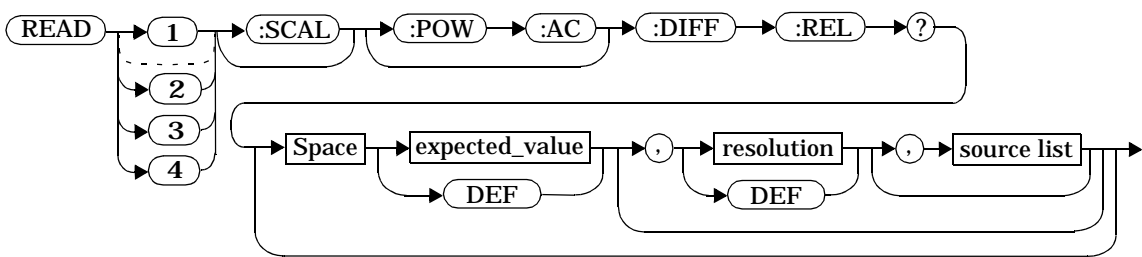 READ 1 :SCAL :POW :AC :DIFF :REL ?
2
3
4
Space expected_value , resolution , source list
DEF DEF